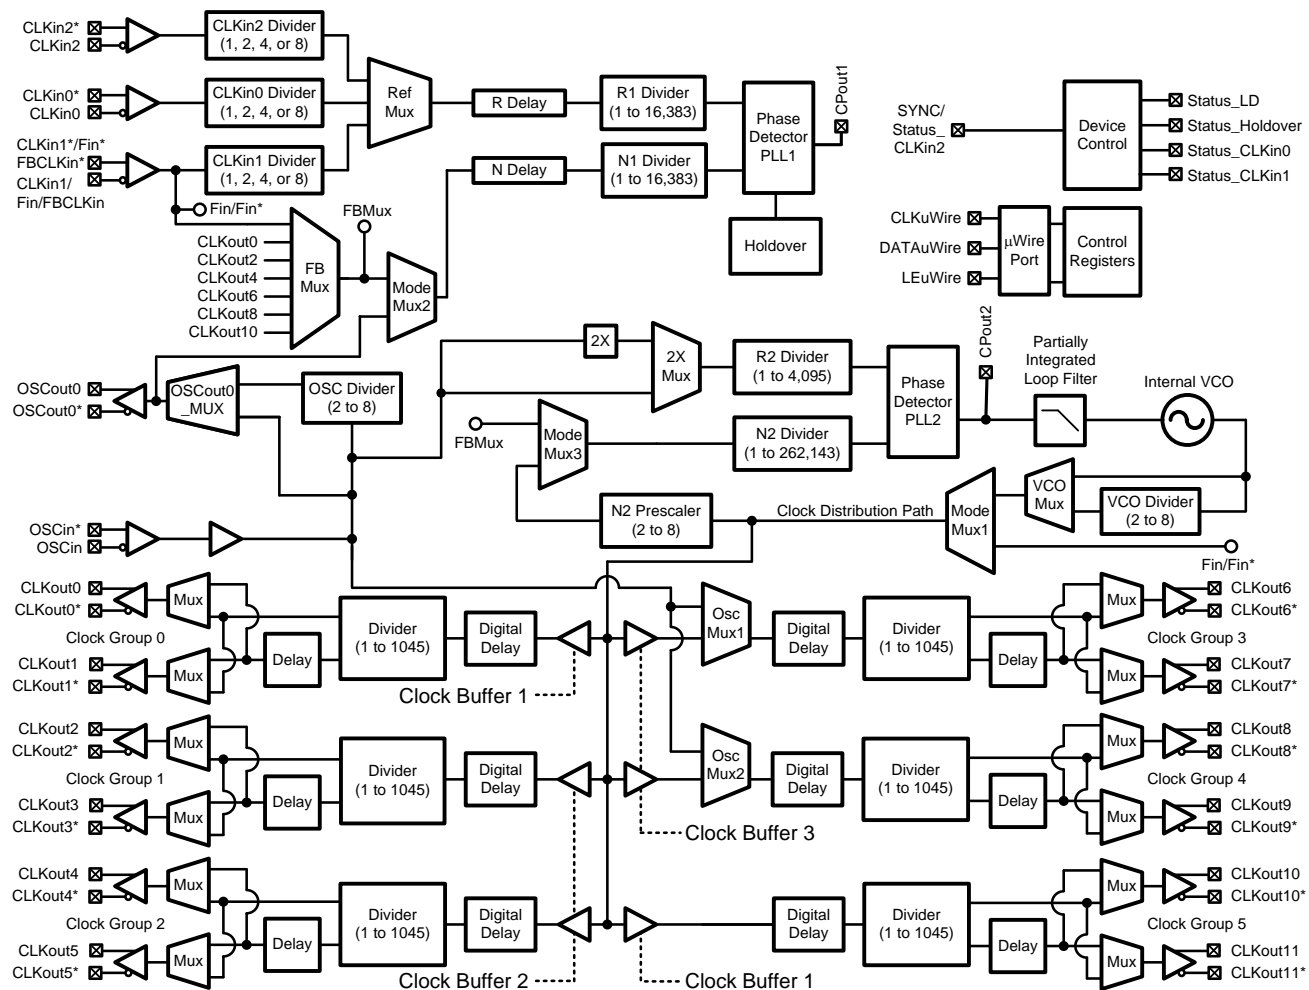 CLKin2*
CLKin2
CLKin2 Divider
(1, 2, 4, or 8)
CLKin0*
CLKin0
CLKin0 Divider
(1, 2, 4, or 8)
CLKin1*/Fin*
FBCLKin*
CLKin1/
Fin/FBCLKin
CLKin1 Divider
(1, 2, 4, or 8)
Fin/Fin*
Ref
Mux
R Delay
R1 Divider
(1 to 16,383)
N Delay
N1 Divider
(1 to 16,383)
Phase
Detector
PLL1
CPout1
Holdover
SYNC/
Status_
CLKin2
Device
Control
Status_LD
Status_Holdover
Status_CLKin0
Status_CLKin1
CLKuWire
DATAuWire
LEuWire
µWire
Port
Control
Registers
CLKout0
CLKout2
CLKout4
CLKout6
CLKout8
CLKout10
FB
Mux
FBMux
Mode
Mux2
OSCout0
OSCout0*
OSCout0
_MUX
OSC Divider
(2 to 8)
2X
2X
Mux
R2 Divider
(1 to 4,095)
FBMux
Mode
Mux3
N2 Divider
(1 to 262,143)
Phase
Detector
PLL2
CPout2
Partially
Integrated
Loop Filter
Internal VCO
OSCin*
OSCin
N2 Prescaler
(2 to 8)
Clock Distribution Path
Mode
Mux1
VCO
Mux
VCO Divider
(2 to 8)
Fin/Fin*
CLKout0
CLKout0*
Clock Group 0
CLKout1
CLKout1*
Mux
Mux
Delay
Divider
(1 to 1045)
Digital
Delay
Clock Buffer 1
Osc
Mux1
Digital
Delay
Divider
(1 to 1045)
Delay
Mux
Mux
CLKout6
CLKout6*
Clock Group 3
CLKout7
CLKout7*
CLKout2
CLKout2*
Clock Group 1
CLKout3
CLKout3*
Mux
Mux
Delay
Divider
(1 to 1045)
Digital
Delay
Osc
Mux2
Clock Buffer 3
Digital
Delay
Divider
(1 to 1045)
Delay
Mux
Mux
CLKout8
CLKout8*
Clock Group 4
CLKout9
CLKout9*
CLKout4
CLKout4*
Clock Group 2
CLKout5
CLKout5*
Mux
Mux
Delay
Divider
(1 to 1045)
Digital
Delay
Clock Buffer 2
Clock Buffer 1
Digital
Delay
Divider
(1 to 1045)
Delay
Mux
Mux
CLKout10
CLKout10*
Clock Group 5
CLKout11
CLKout11*